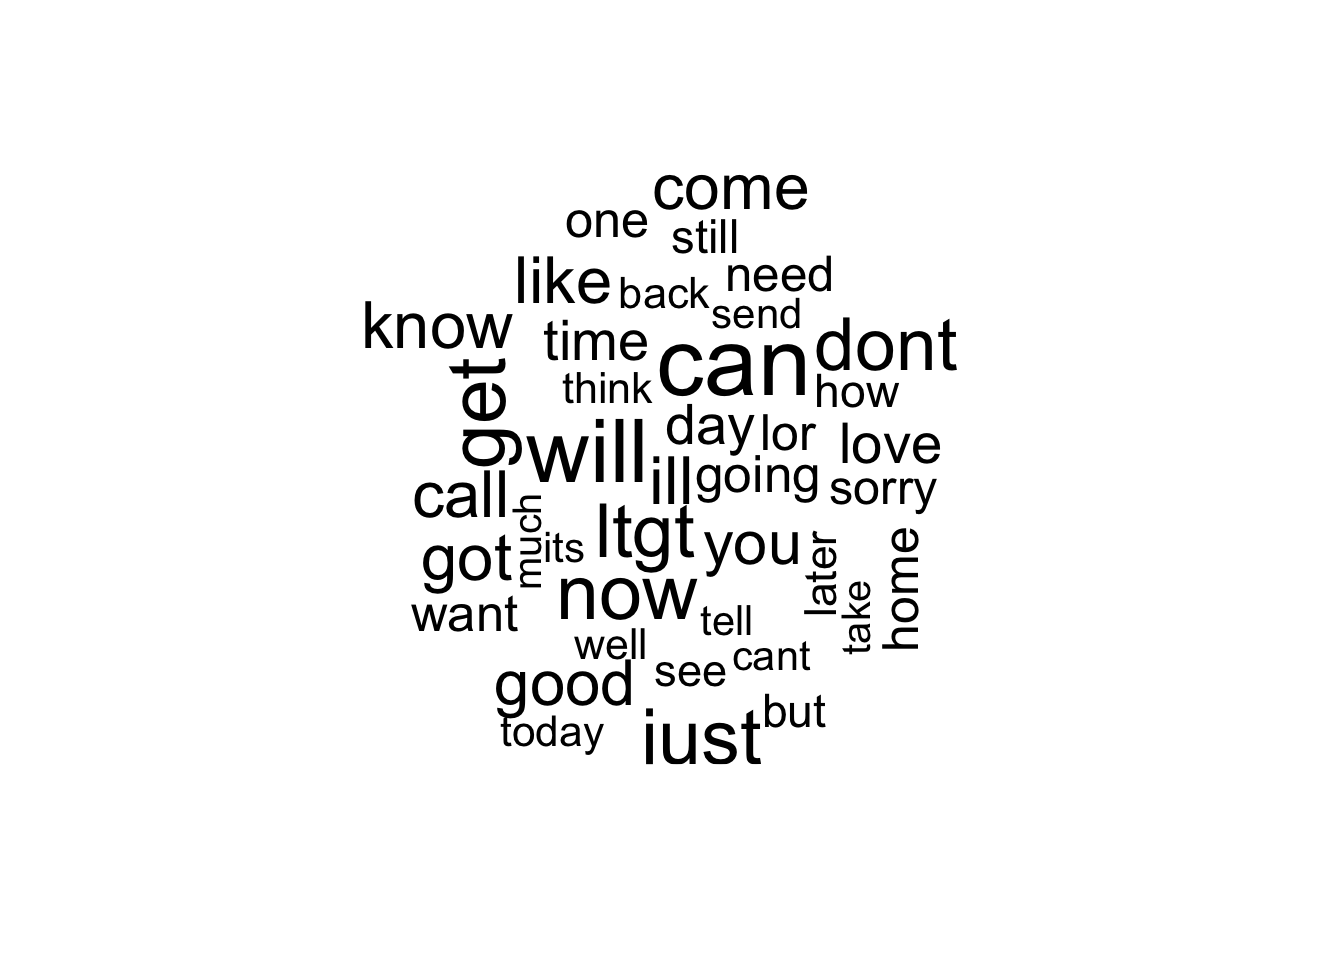 come
one
still
like
back
need
send
know
time
can
dont
get
think
how
will
day
lor
love
ill
going
sorry
call
much
its
ltgt
you
later
home
got
now
take
want
tell
well
see
cant
good
but
today
just